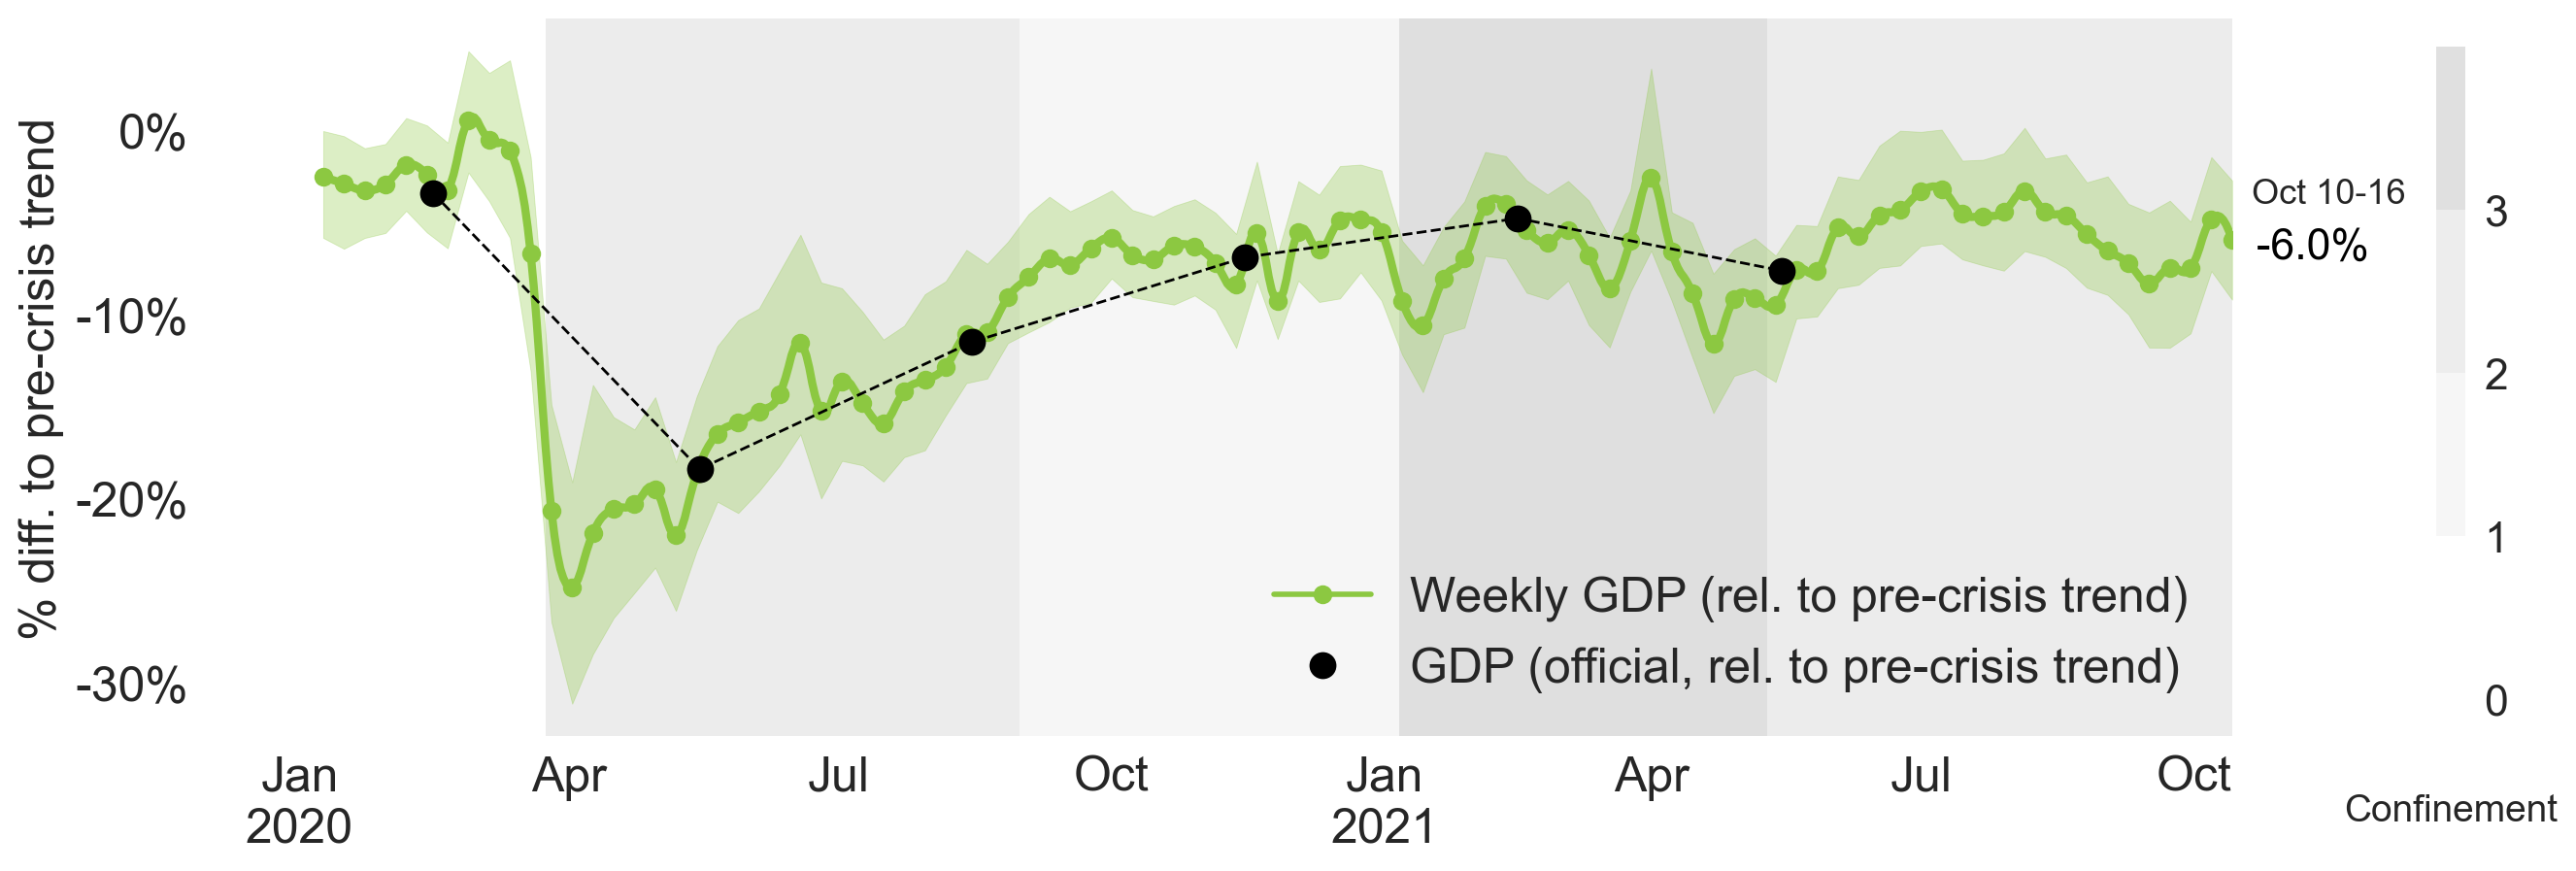 % diff. to pre-crisis trend
0%
-10%
-20%
-30%
Jan
2020
Apr
Jul
Oct
Jan
2021
Apr
Jul
Oct
Weekly GDP (rel. to pre-crisis trend)
GDP (official, rel. to pre-crisis trend)
Oct 10-16
-6.0%
3
2
1
0
Confinement